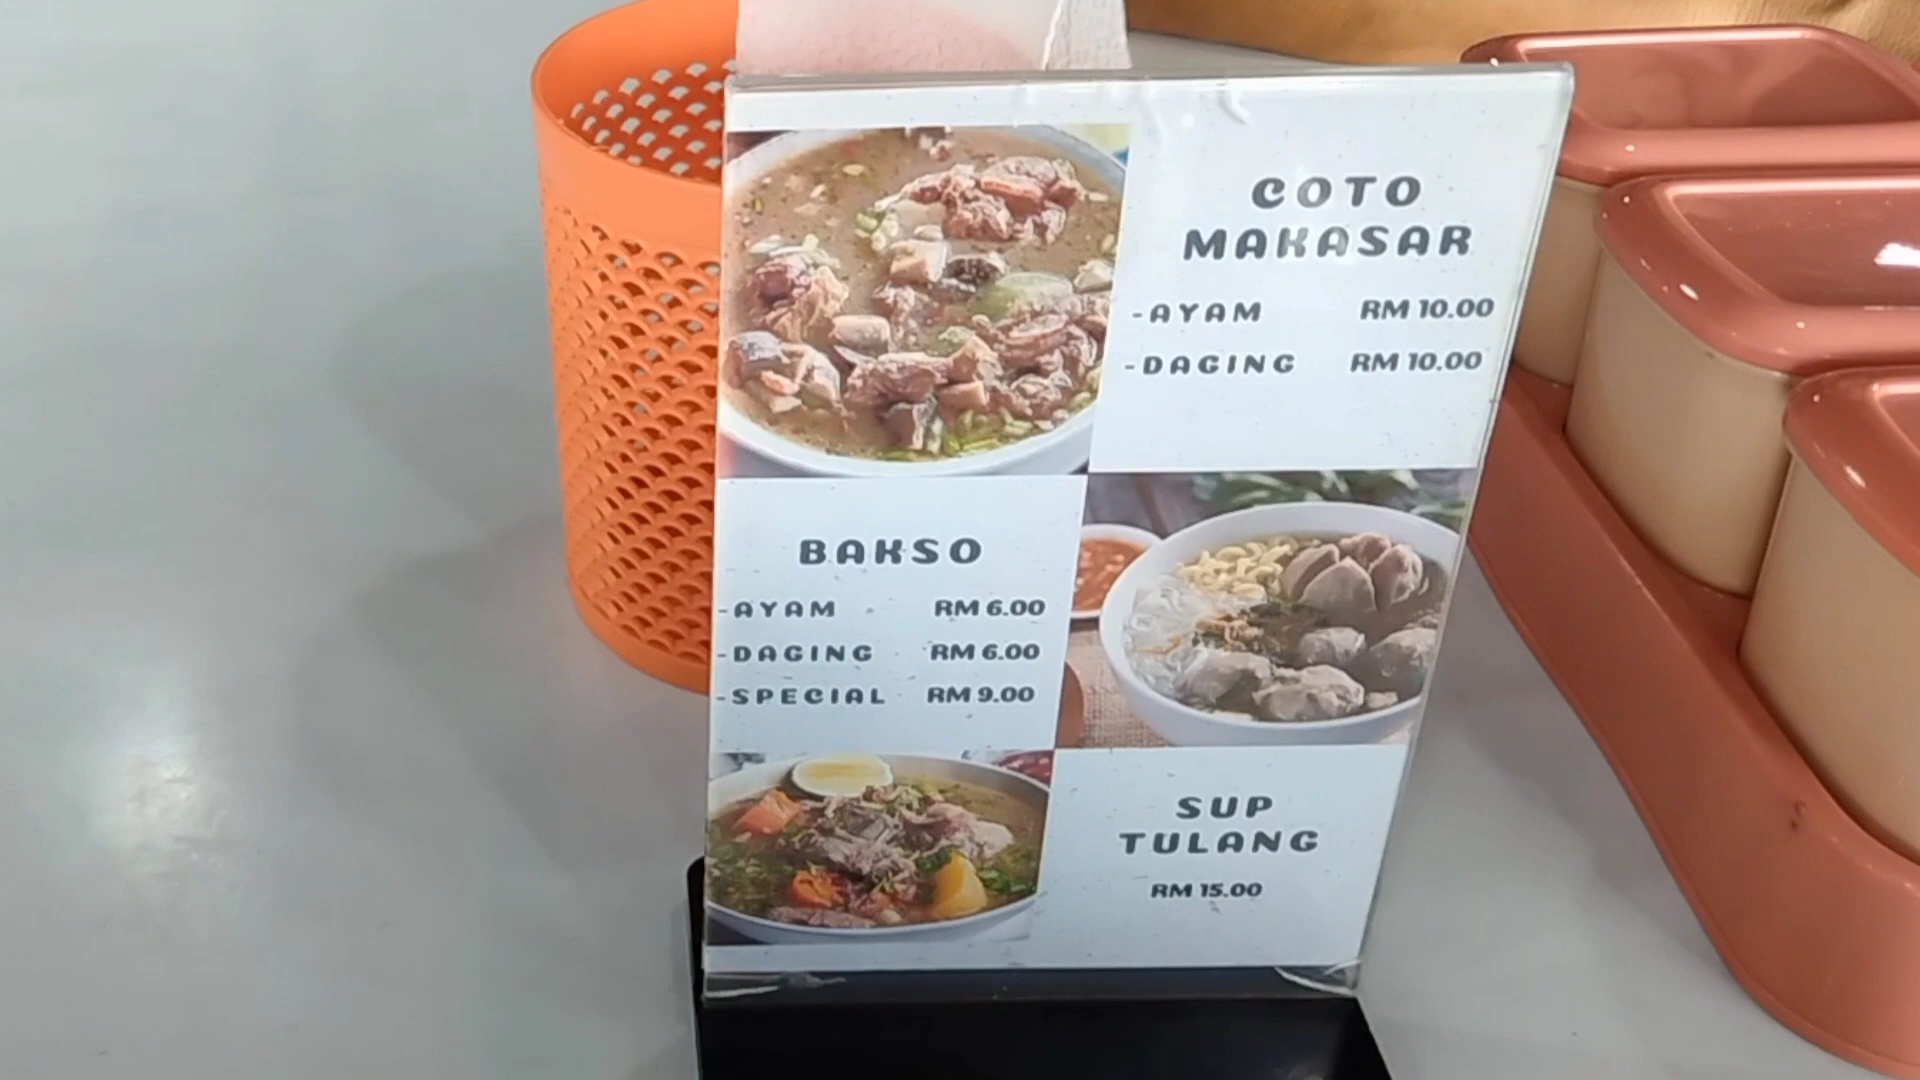 COTO
MAKASAR
-AYAM RM 10.00
-DAGING RM 10.00
BAKSO
-AYAM RM 6.00
-DAGING RM 6.00
-SPECIAL RM 9.00
SUP
TULANG
RM 15.00